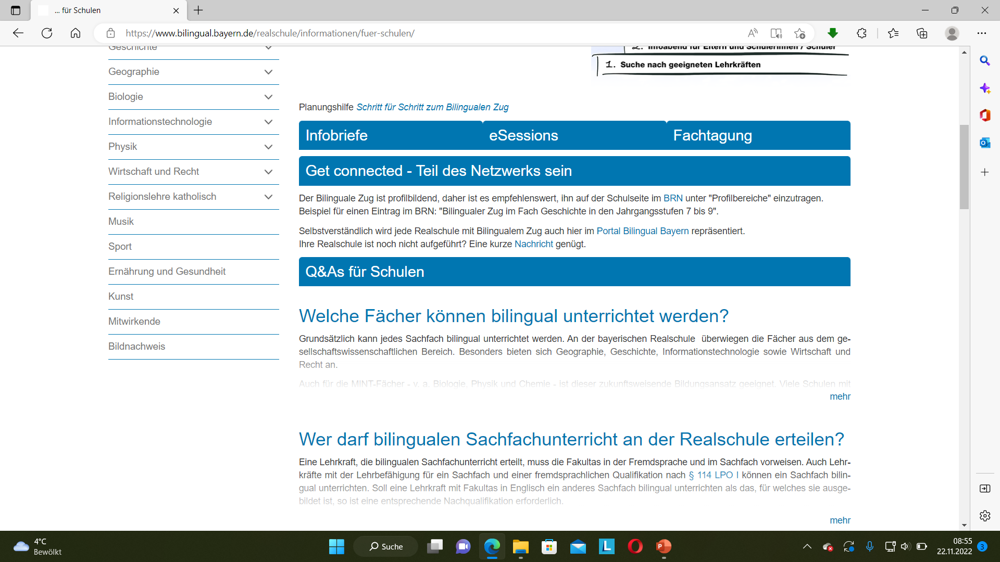 ... für Schulen
https://www.bilingual.bayern.de/realschule/informationen/fuer-schulen/
Geschichte
Geographie
Biologie
Informationstechnologie
Physik
Wirtschaft und Recht
Religionslehre katholisch
Musik
Sport
Ernährung und Gesundheit
Kunst
Mitwirkende
Bildnachweis
2. Infoabend für Eltern und Schülerinnen / Schüler
1. Suche nach geeigneten Lehrkräften
Planungshilfe Schritt für Schritt zum Bilingualen Zug
Infobriefe
eSessions
Fachtagung
Get connected - Teil des Netzwerks sein
Der Bilinguale Zug ist profilbildend, daher ist es empfehlenswert, ihn auf der Schulseite im BRN unter "Profilbereiche" einzutragen.
Beispiel für einen Eintrag im BRN: "Bilingualer Zug im Fach Geschichte in den Jahrgangsstufen 7 bis 9".
Selbstverständlich wird jede Realschule mit Bilingualem Zug auch hier im Portal Bilingual Bayern repräsentiert.
Ihre Realschule ist noch nicht aufgeführt? Eine kurze Nachricht genügt.
Q&As für Schulen
Welche Fächer können bilingual unterrichtet werden?
Grundsätzlich kann jedes Sachfach bilingual unterrichtet werden. An der bayerischen Realschule überwiegen die Fächer aus dem ge-
sellschaftswissenschaftlichen Bereich. Besonders bieten sich Geographie, Geschichte, Informationstechnologie sowie Wirtschaft und
Recht an.
Auch für die MINT-Fächer - v. a. Biologie, Physik und Chemie - ist dieser zukunftsweisende Bildungsansatz geeignet. Viele Schulen mit
mehr
Wer darf bilingualen Sachfachunterricht an der Realschule erteilen?
Eine Lehrkraft, die bilingualen Sachfachunterricht erteilt, muss die Fakultas in der Fremdsprache und im Sachfach vorweisen. Auch Lehr-
kräfte mit der Lehrbefähigung für ein Sachfach und einer fremdsprachlichen Qualifikation nach § 114 LPO I können ein Sachfach bilin-
gual unterrichten. Soll eine Lehrkraft mit Fakultas in Englisch ein anderes Sachfach bilingual unterrichten als das, für welches sie ausge-
bildet ist, so ist eine entsprechende Nachqualifikation erforderlich.
mehr
4°C
Bewölkt
Suche
08:55
22.11.2022
3